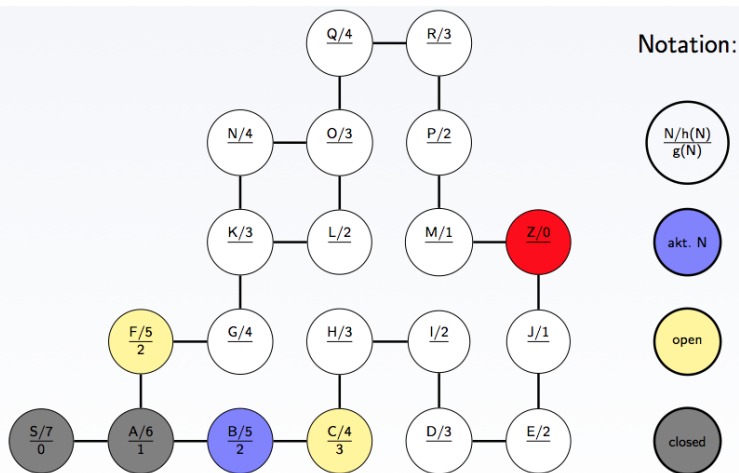 Q/4
R/3
Notation:
N/4
O/3
P/2
N/h(N)
g(N)
K/3
L/2
M/1
Z/0
akt. N
F/5
2
G/4
H/3
I/2
J/1
open
S/7
0
A/6
1
B/5
2
C/4
3
D/3
E/2
closed